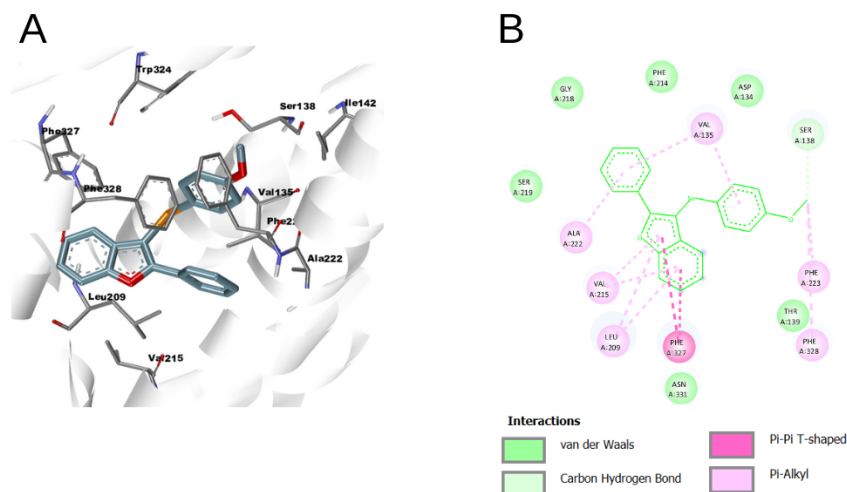 A
Trp324
Ser138
Ile142
Phe327
Phe328
Val135
Ala222
Leu209
Val215
B
PHE
A:214
GLY
A:218
ASP
A:134
VAL
A:135
SER
A:138
SER
A:219
ALA
A:222
O
O
VAL
A:215
PHE
A:223
THR
A:139
LEU
A:209
PHE
A:327
PHE
A:328
ASN
A:331
Interactions
van der Waals
Carbon Hydrogen Bond
Pi-Pi T-shaped
Pi-Alkyl